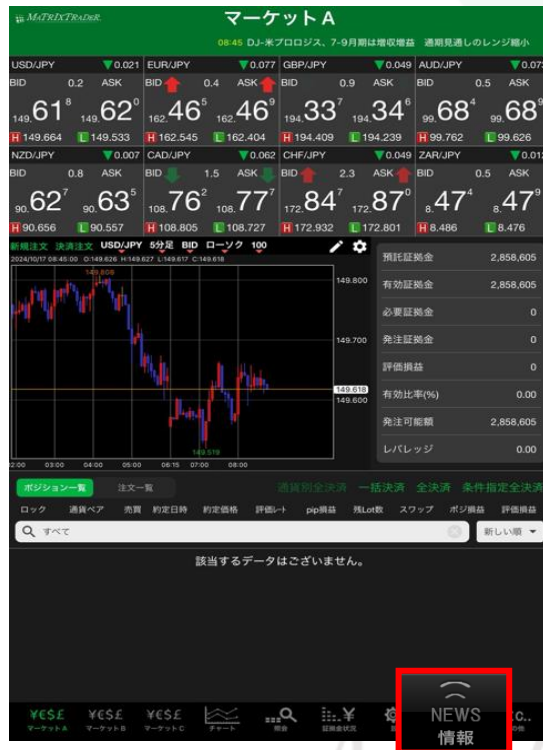 MATRIXTRADER.
マーケットA
08:45 DJ-米プロロジス、7-9月期は増収増益 通期見通しのレンジ縮小
USD/JPY ▼0.021 EUR/JPY ▼0.077 GBP/JPY ▼0.049 AUD/JPY ▼0.07
BID 0.2 ASK BID 0.4 ASK BID 0.9 ASK BID 0.5 ASK
149.61⁸ 149.62⁰ 162.46⁵ 162.46⁹ 194.33⁷ 194.34⁶ 99.68⁴ 99.68⁹
H 149.664 L 149.533 H 162.545 L 162.404 H 194.409 L 194.239 H 99.762 L 99.626
NZD/JPY ▼0.007 CAD/JPY ▼0.062 CHF/JPY ▼0.049 ZAR/JPY ▼0.01
BID 0.8 ASK BID 1.5 ASK BID 2.3 ASK BID 0.5 ASK
90.62⁷ 90.63⁵ 108.76² 108.77⁷ 172.84⁷ 172.87⁰ 8.47⁴ 8.47⁹
H 90.656 L 90.557 H 108.805 L 108.727 H 172.932 L 172.801 H 8.486 L 8.476
新規注文 決済注文 USD/JPY 5分足 BID ローソク 100
2024/10/17 08:45:00 O:149.626 H:149.627 L:149.617 C:149.618
149.808
149.800
149.700
149.618
149.600
149.519
2:00 03:00 04:00 05:00 06:15 07:00 08:00
預託証拠金 2,858,605
有効証拠金 2,858,605
必要証拠金 0
発注証拠金 0
評価損益 0
有効比率(%) 0.00
発注可能額 2,858,605
レバレッジ 0.00
ポジション一覧 注文一覧 通貨別全決済 一括決済 全決済 条件指定全決済
ロック 通貨ペア 売買 約定日時 約定価格 評価レート pip損益 残Lot数 スワップ ポジ損益 評価損益
すべて 新しい順
該当するデータはございません。
¥€$£ ¥€$£ ¥€$£
マーケットA マーケットB マーケットC チャート 照会 証拠金状況
NEWS
情報